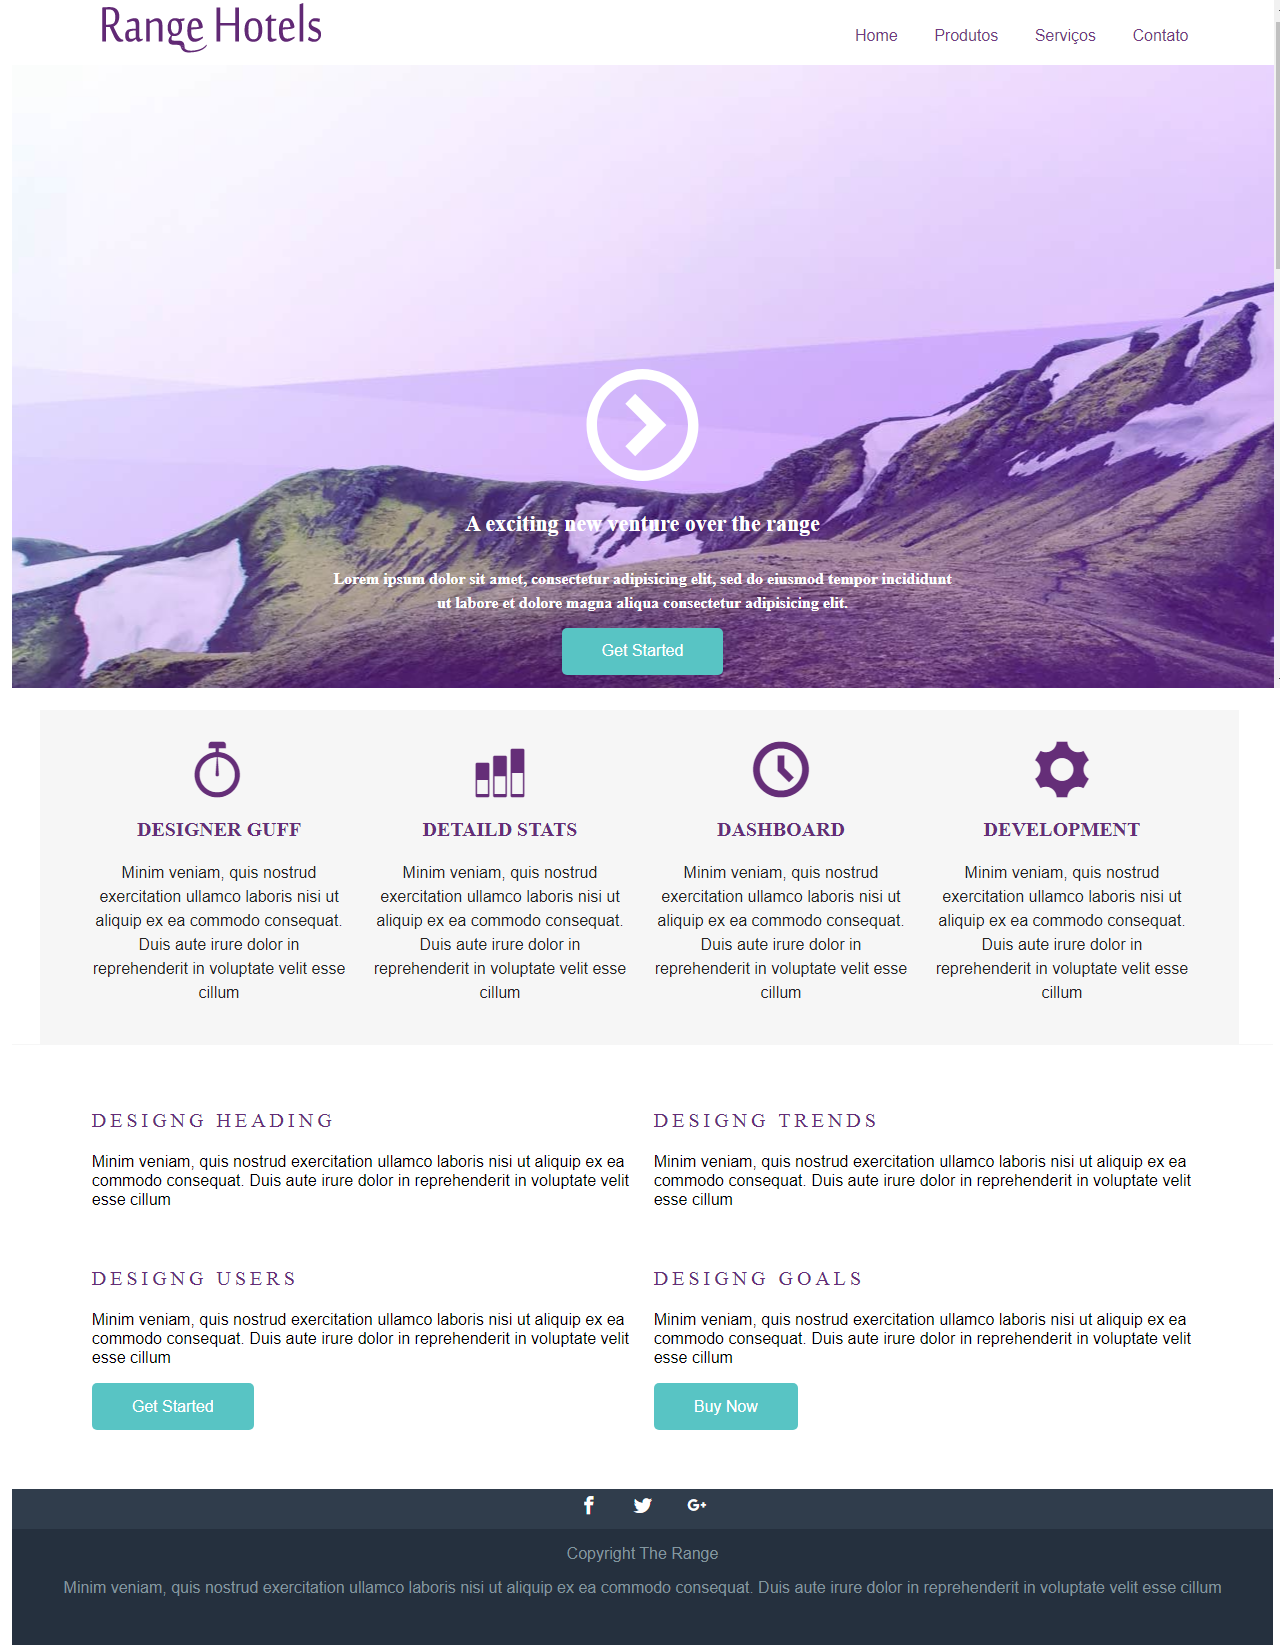 Range Hotels
Home Produtos Serviços Contato
A exciting new venture over the range
Lorem ipsum dolor sit amet, consectetur adipisicing elit, sed do eiusmod tempor incididunt
ut labore et dolore magna aliqua consectetur adipisicing elit.
Get Started
DESIGNER GUFF
Minim veniam, quis nostrud
exercitation ullamco laboris nisi ut
aliquip ex ea commodo consequat.
Duis aute irure dolor in
reprehenderit in voluptate velit esse
cillum
DETAILD STATS
Minim veniam, quis nostrud
exercitation ullamco laboris nisi ut
aliquip ex ea commodo consequat.
Duis aute irure dolor in
reprehenderit in voluptate velit esse
cillum
DASHBOARD
Minim veniam, quis nostrud
exercitation ullamco laboris nisi ut
aliquip ex ea commodo consequat.
Duis aute irure dolor in
reprehenderit in voluptate velit esse
cillum
DEVELOPMENT
Minim veniam, quis nostrud
exercitation ullamco laboris nisi ut
aliquip ex ea commodo consequat.
Duis aute irure dolor in
reprehenderit in voluptate velit esse
cillum
DESIGNG HEADING
Minim veniam, quis nostrud exercitation ullamco laboris nisi ut aliquip ex ea
commodo consequat. Duis aute irure dolor in reprehenderit in voluptate velit
esse cillum
DESIGNG TRENDS
Minim veniam, quis nostrud exercitation ullamco laboris nisi ut aliquip ex ea
commodo consequat. Duis aute irure dolor in reprehenderit in voluptate velit
esse cillum
DESIGNG USERS
Minim veniam, quis nostrud exercitation ullamco laboris nisi ut aliquip ex ea
commodo consequat. Duis aute irure dolor in reprehenderit in voluptate velit
esse cillum
Get Started
DESIGNG GOALS
Minim veniam, quis nostrud exercitation ullamco laboris nisi ut aliquip ex ea
commodo consequat. Duis aute irure dolor in reprehenderit in voluptate velit
esse cillum
Buy Now
Copyright The Range
Minim veniam, quis nostrud exercitation ullamco laboris nisi ut aliquip ex ea commodo consequat. Duis aute irure dolor in reprehenderit in voluptate velit esse cillum